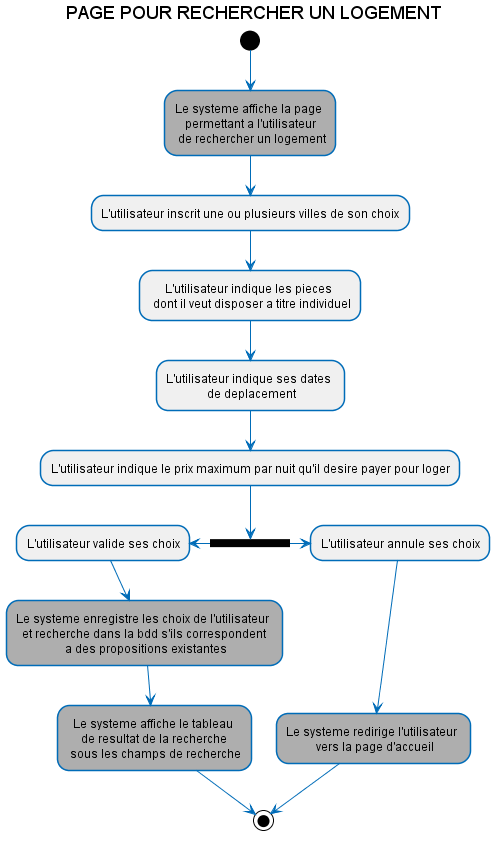 PAGE POUR RECHERCHER UN LOGEMENT
Le systeme affiche la page
permettant a l'utilisateur
de rechercher un logement
L'utilisateur inscrit une ou plusieurs villes de son choix
L'utilisateur indique les pieces
dont il veut disposer a titre individuel
L'utilisateur indique ses dates
de deplacement
L'utilisateur indique le prix maximum par nuit qu'il desire payer pour loger
L'utilisateur valide ses choix
L'utilisateur annule ses choix
Le systeme enregistre les choix de l'utilisateur
et recherche dans la bdd s'ils correspondent
a des propositions existantes
Le systeme affiche le tableau
de resultat de la recherche
sous les champs de recherche
Le systeme redirige l'utilisateur
vers la page d'accueil